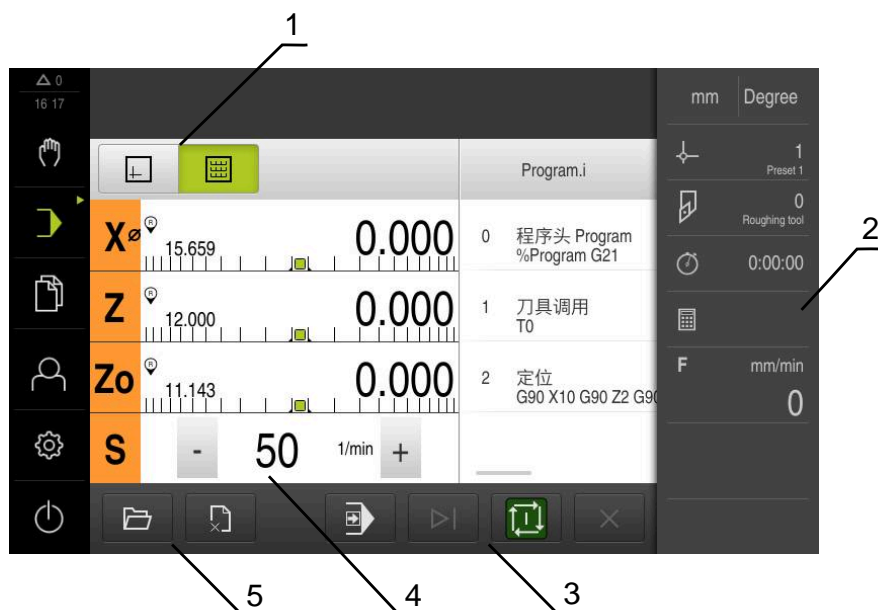 1
0
16 17
mm Degree
1
Preset 1
0
Roughing tool
2
0:00:00
F mm/min
0
Program.i
X⌀ R 15.659 0.000
Z R 12.000 0.000
Zo R 11.143 0.000
S - 50 1/min +
0 程序头 Program
%Program G21
1 刀具调用
T0
2 定位
G90 X10 G90 Z2 G90
5
4
3